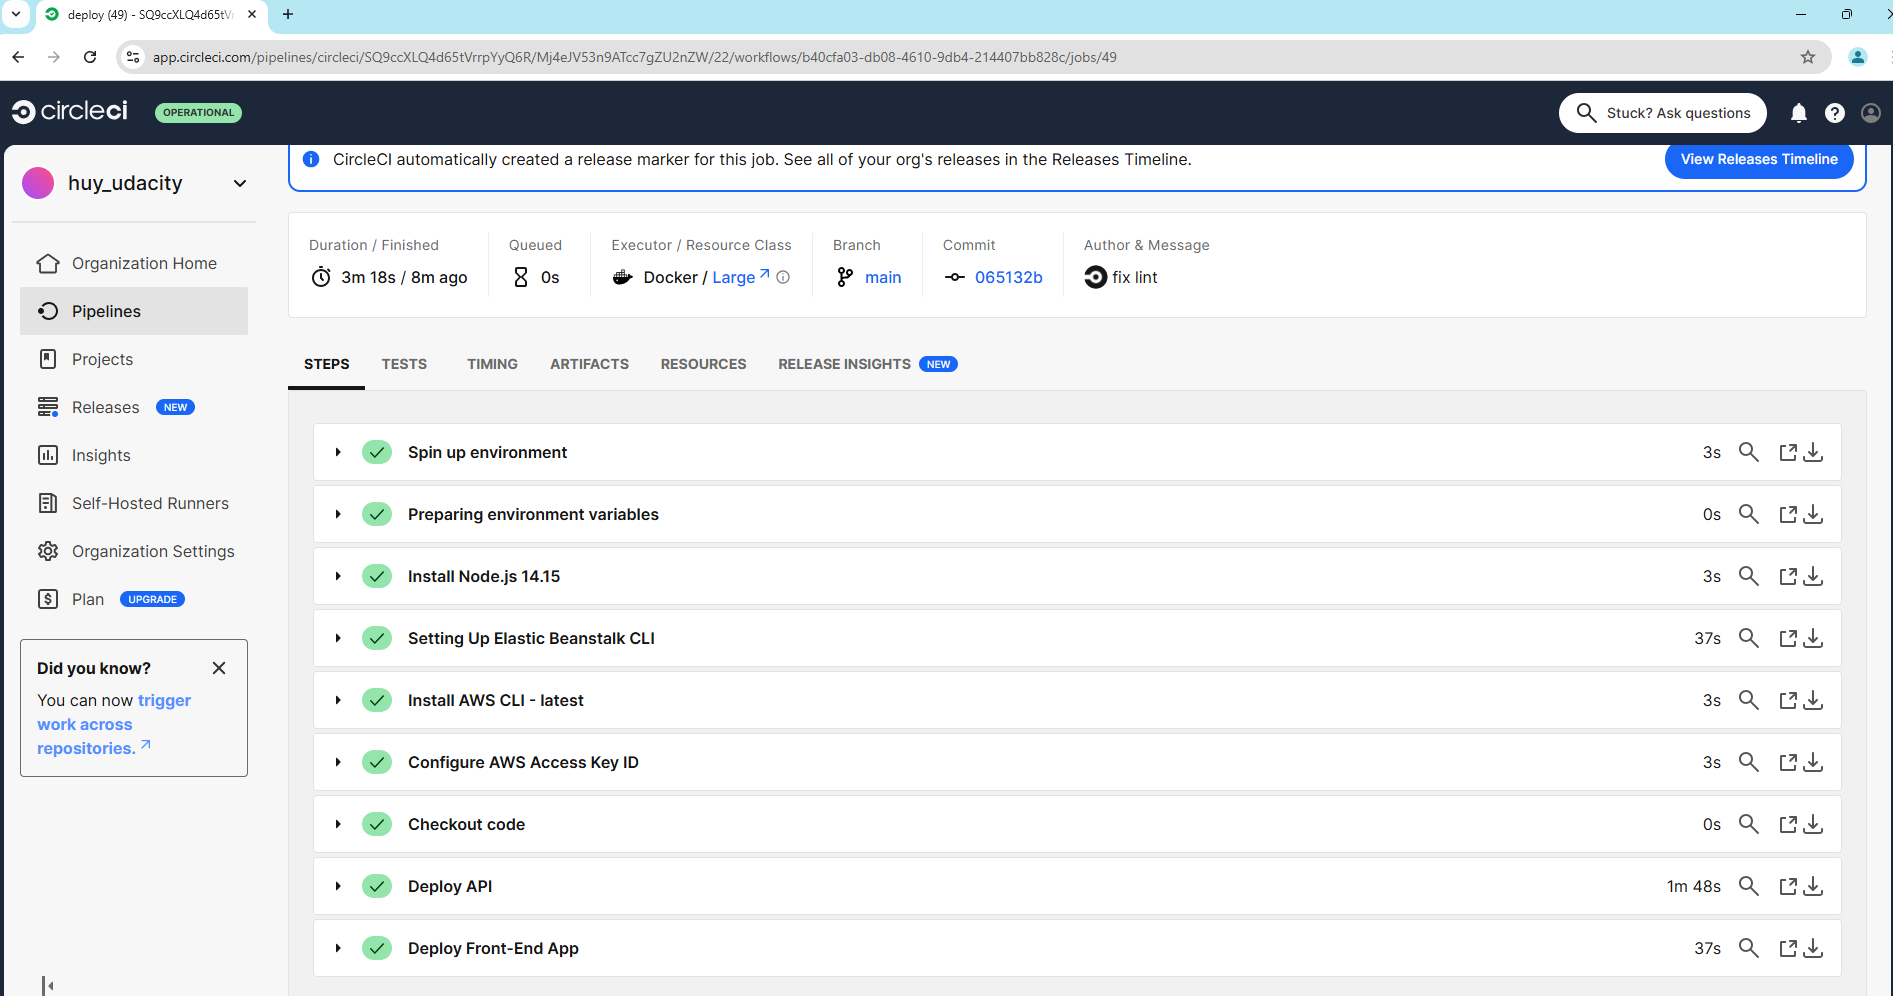 deploy (49) - SQ9ccXLQ4d65tVr
app.circleci.com/pipelines/circleci/SQ9ccXLQ4d65tVrrpYyQ6R/Mj4eJV53n9ATcc7gZU2nZW/22/workflows/b40cfa03-db08-4610-9db4-214407bb828c/jobs/49
circleci
OPERATIONAL
Stuck? Ask questions
huy_udacity
Organization Home
Pipelines
Projects
Releases NEW
Insights
Self-Hosted Runners
Organization Settings
Plan UPGRADE
Did you know?
You can now trigger
work across
repositories.
CircleCI automatically created a release marker for this job. See all of your org's releases in the Releases Timeline.
View Releases Timeline
Duration / Finished
3m 18s / 8m ago
Queued
0s
Executor / Resource Class
Docker / Large
Branch
main
Commit
065132b
Author & Message
fix lint
STEPS TESTS TIMING ARTIFACTS RESOURCES RELEASE INSIGHTS NEW
Spin up environment 3s
Preparing environment variables 0s
Install Node.js 14.15 3s
Setting Up Elastic Beanstalk CLI 37s
Install AWS CLI - latest 3s
Configure AWS Access Key ID 3s
Checkout code 0s
Deploy API 1m 48s
Deploy Front-End App 37s